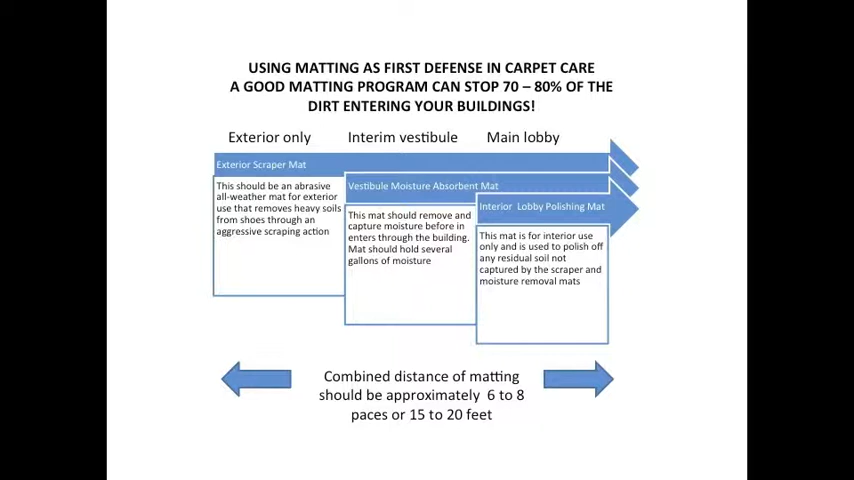 USING MATTING AS FIRST DEFENSE IN CARPET CARE
A GOOD MATTING PROGRAM CAN STOP 70 – 80% OF THE
DIRT ENTERING YOUR BUILDINGS!
Exterior only
Interim vestibule
Main lobby
Exterior Scraper Mat
This should be an abrasive
all-weather mat for exterior
use that removes heavy soils
from shoes through an
aggressive scraping action
Vestibule Moisture Absorbent Mat
This mat should remove and
capture moisture before in
enters through the building.
Mat should hold several
gallons of moisture
Interior Lobby Polishing Mat
This mat is for interior use
only and is used to polish off
any residual soil not
captured by the scraper and
moisture removal mats
Combined distance of matting
should be approximately 6 to 8
paces or 15 to 20 feet